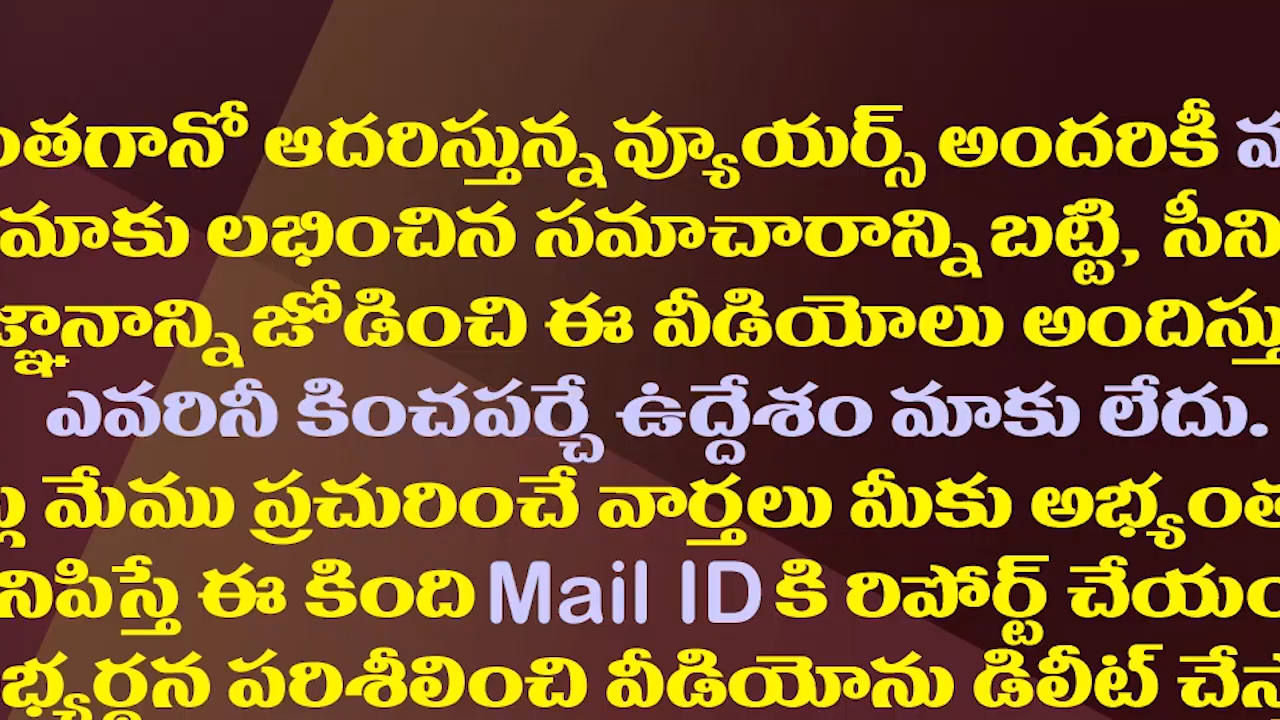 ంతగానో ఆదరిస్తున్న వ్యూయర్స్ అందరికీ
మాకు లభించిన సమాచారాన్ని బట్టి, సీని
జ్ఞానాన్ని జోడించి ఈ వీడియోలు అందిస్తు
ఎవరినీ కించపర్చే ఉద్దేశం మాకు లేదు.
మేము ప్రచురించే వార్తలు మీకు అభ్యంత
నిపిస్తే ఈ కింది Mail ID కి రిపోర్ట్ చేయం
భ్యర్థన పరిశీలించి వీడియోను డిలీట్ చేస